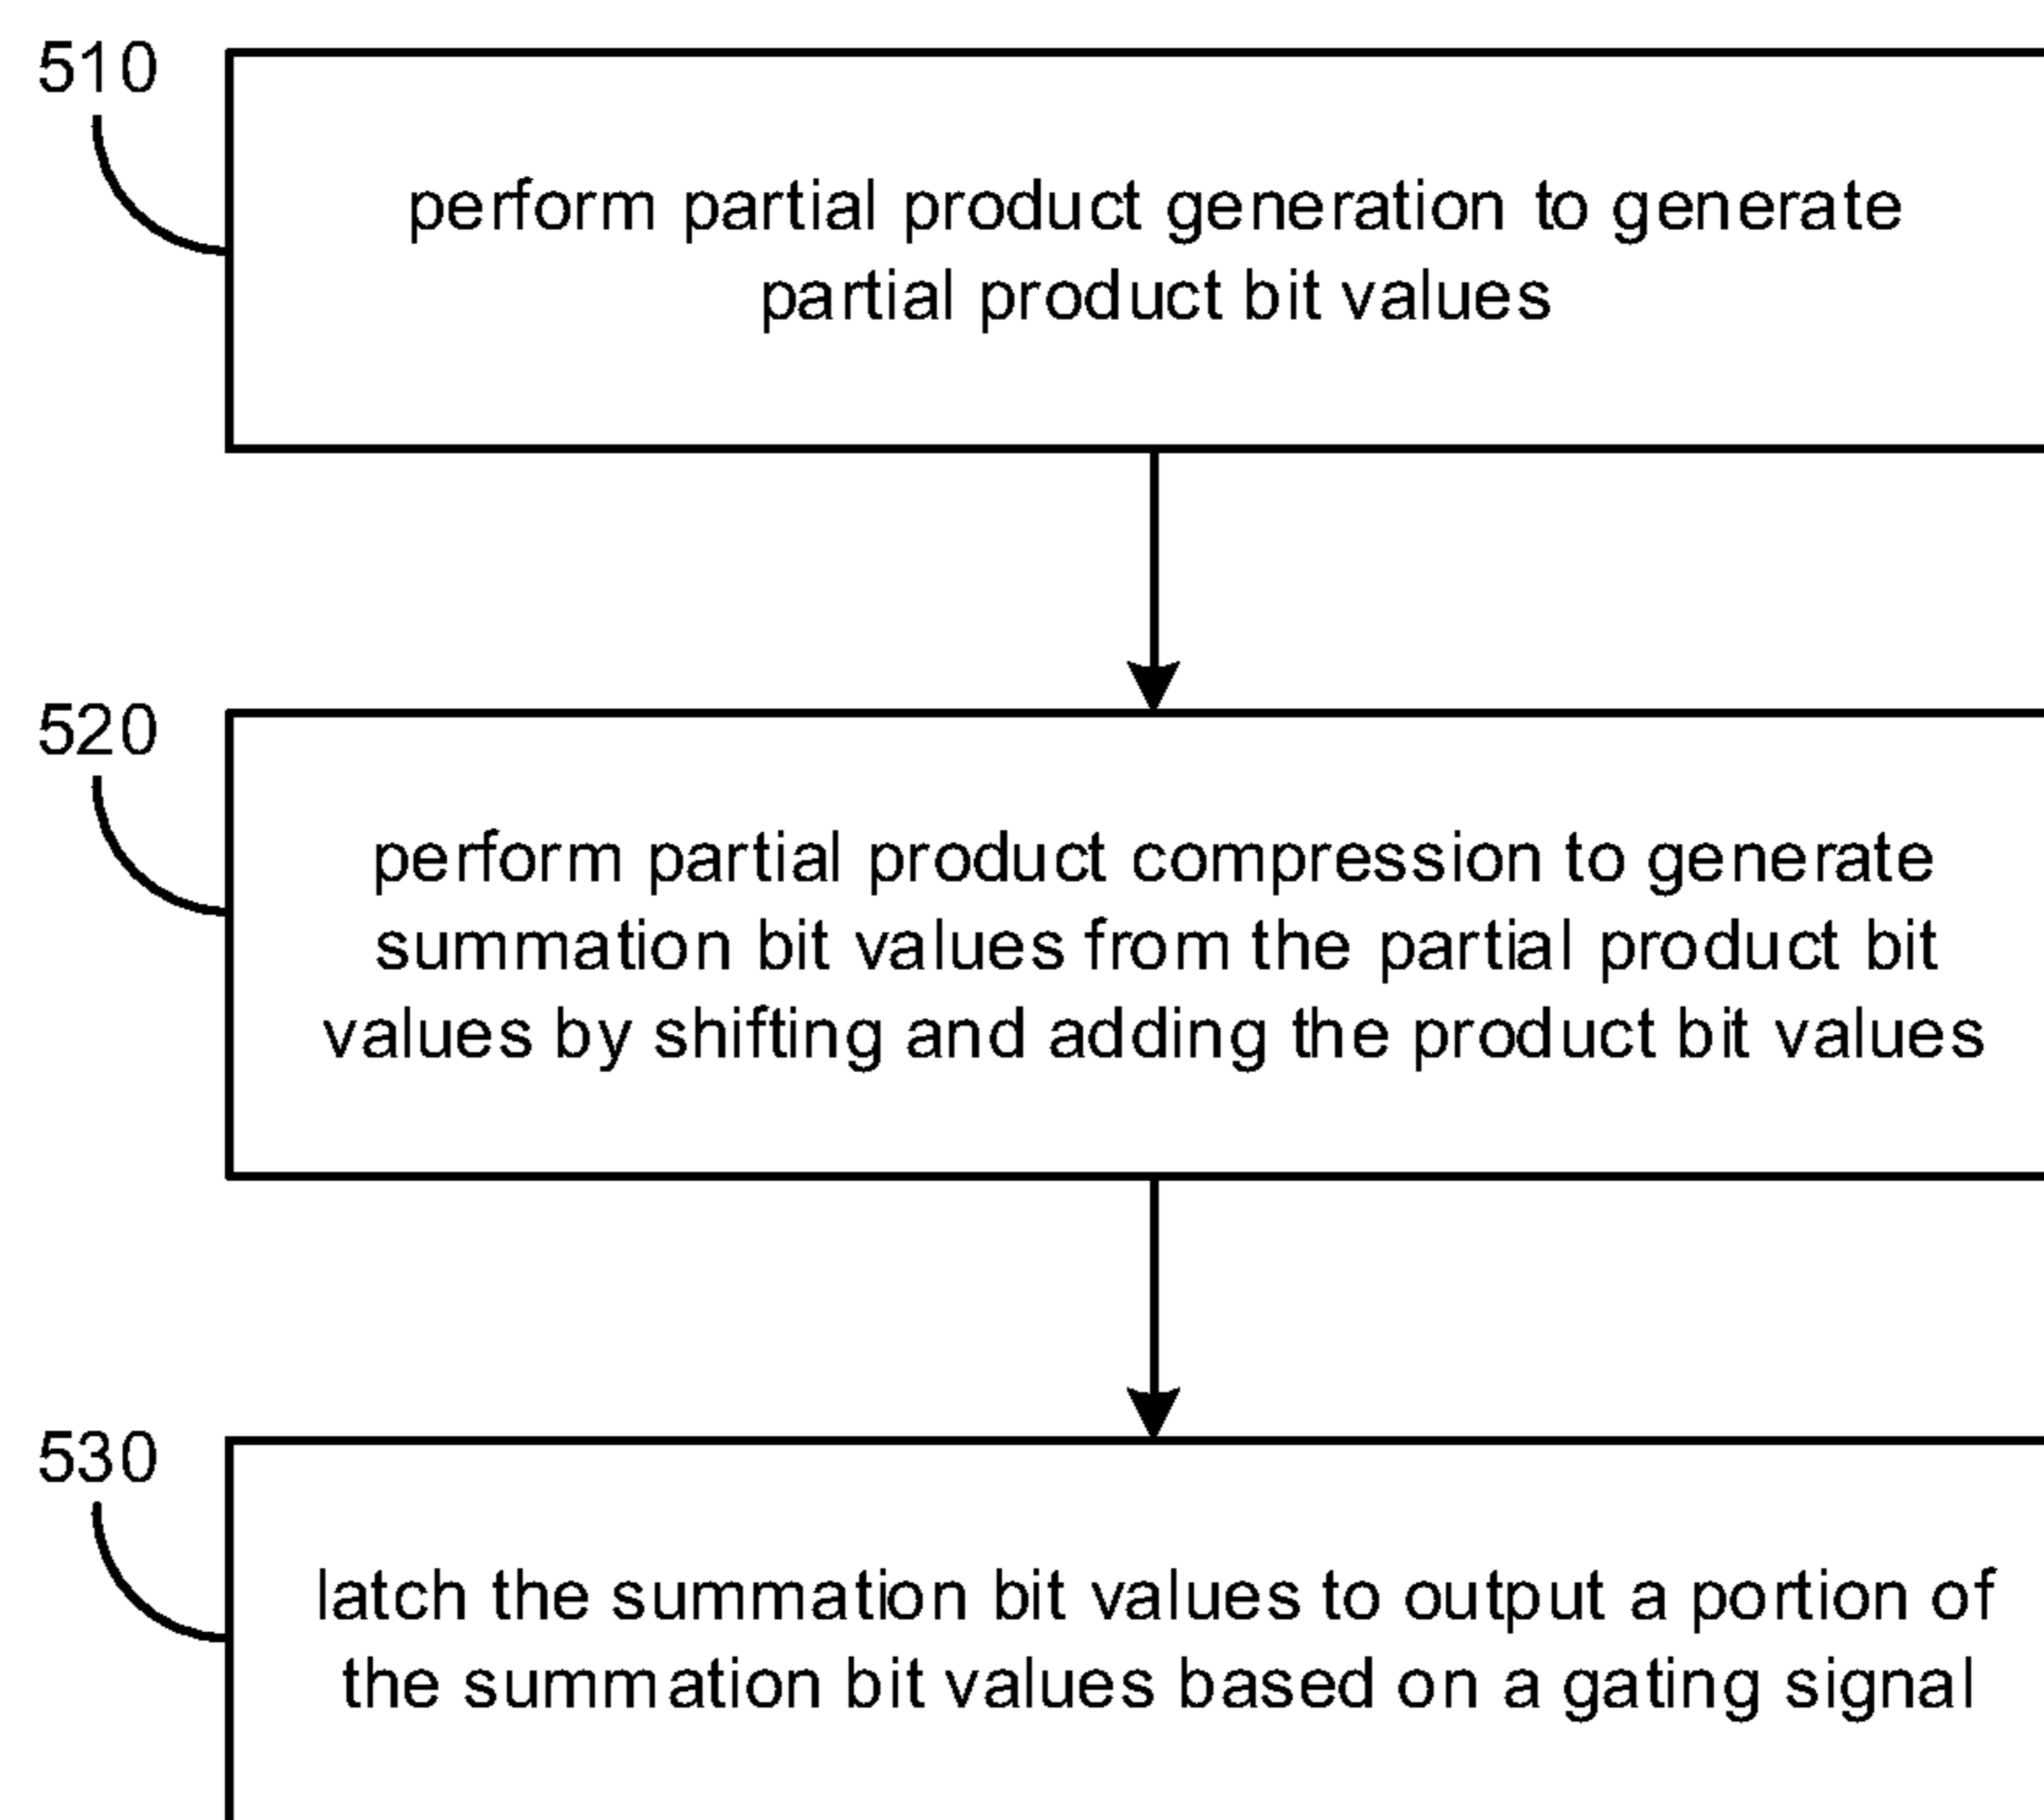 510
perform partial product generation to generate
partial product bit values
520
perform partial product compression to generate
summation bit values from the partial product bit
values by shifting and adding the product bit values
530
latch the summation bit values to output a portion of
the summation bit values based on a gating signal